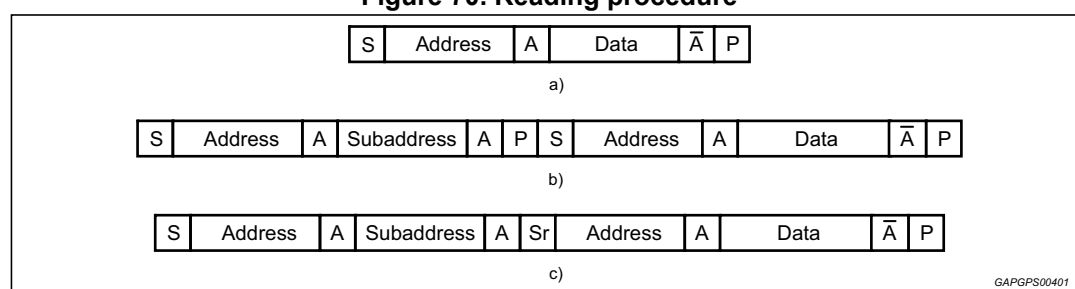 Figure 70. Reading procedure
S Address A Data A̅ P
a)
S Address A Subaddress A P S Address A Data A̅ P
b)
S Address A Subaddress A Sr Address A Data A̅ P
c)
GAPGPS00401